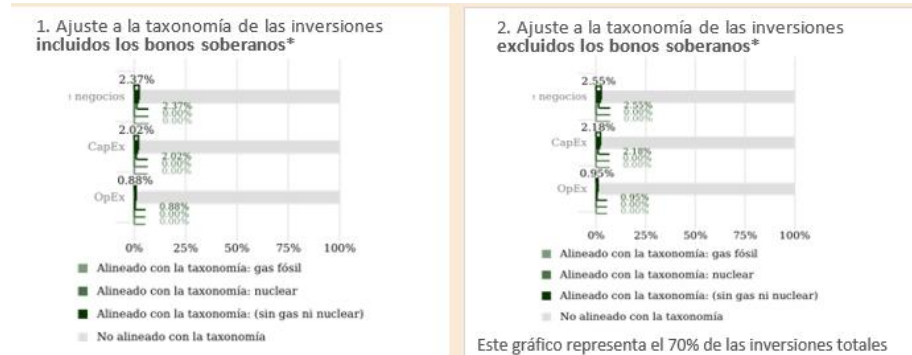 1. Ajuste a la taxonomía de las inversiones
incluidos los bonos soberanos*
2.37%
negocios
2.37%
0.00%
0.00%
2.02%
CapEx
2.02%
0.00%
0.00%
0.88%
OpEx
0.88%
0.00%
0.00%
0% 25% 50% 75% 100%
Alineado con la taxonomía: gas fósil
Alineado con la taxonomía: nuclear
Alineado con la taxonomía: (sin gas ni nuclear)
No alineado con la taxonomía
2. Ajuste a la taxonomía de las inversiones
excluidos los bonos soberanos*
2.55%
negocios
2.55%
0.00%
0.00%
2.18%
CapEx
2.18%
0.00%
0.00%
0.95%
OpEx
0.95%
0.00%
0.00%
0% 25% 50% 75% 100%
Alineado con la taxonomía: gas fósil
Alineado con la taxonomía: nuclear
Alineado con la taxonomía: (sin gas ni nuclear)
No alineado con la taxonomía
Este gráfico representa el 70% de las inversiones totales